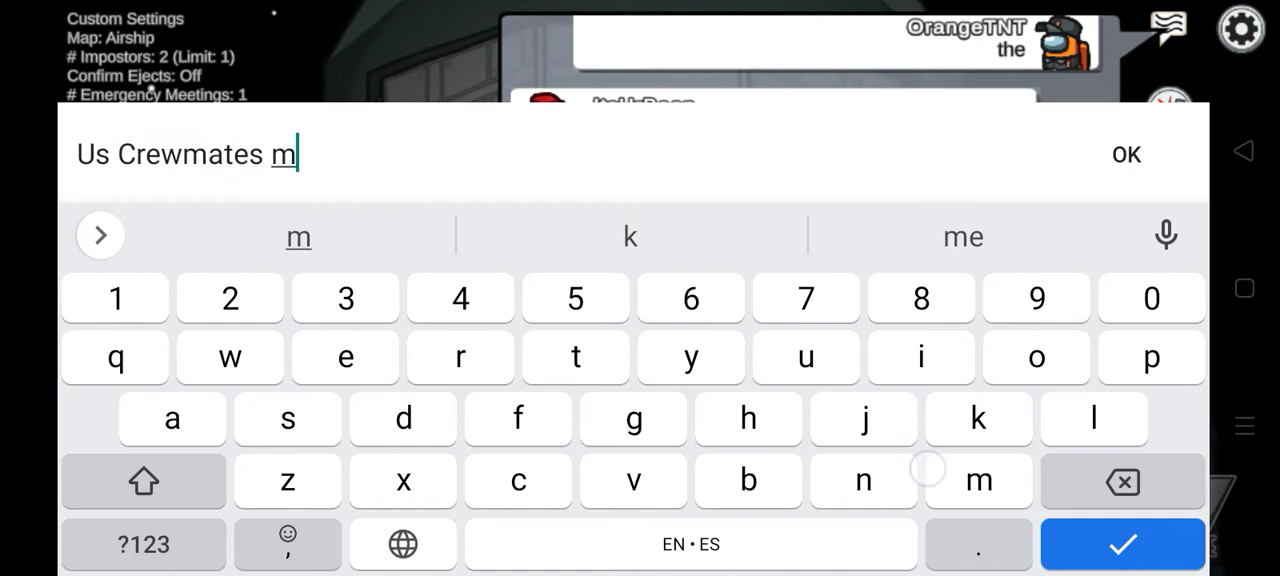 Custom Settings
Map: Airship
# Impostors: 2 (Limit: 1)
Confirm Ejects: Off
# Emergency Meetings: 1
OrangeTNT
the
Us Crewmates m
OK
m k me
1 2 3 4 5 6 7 8 9 0
q w e r t y u i o p
a s d f g h j k l
z x c v b n m
?123 , EN • ES .